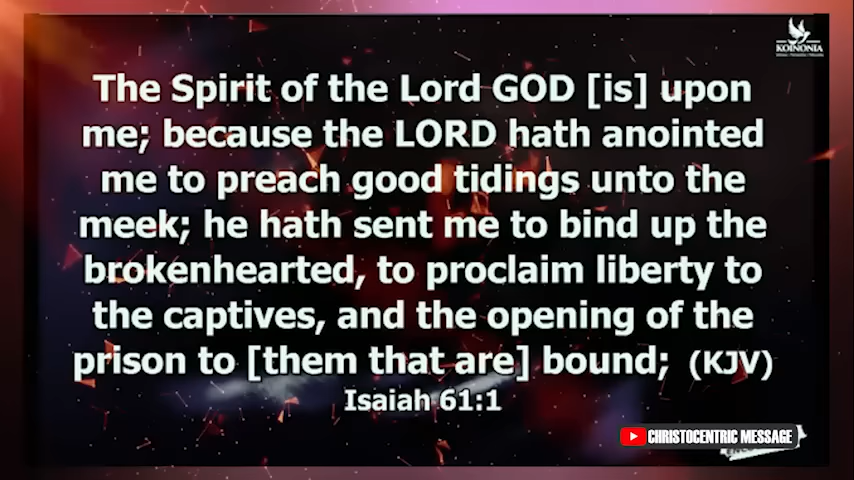 KOINONIA
The Spirit of the Lord GOD [is] upon
me; because the LORD hath anointed
me to preach good tidings unto the
meek; he hath sent me to bind up the
brokenhearted, to proclaim liberty to
the captives, and the opening of the
prison to [them that are] bound; (KJV)
Isaiah 61:1
CHRISTOCENTRIC MESSAGE